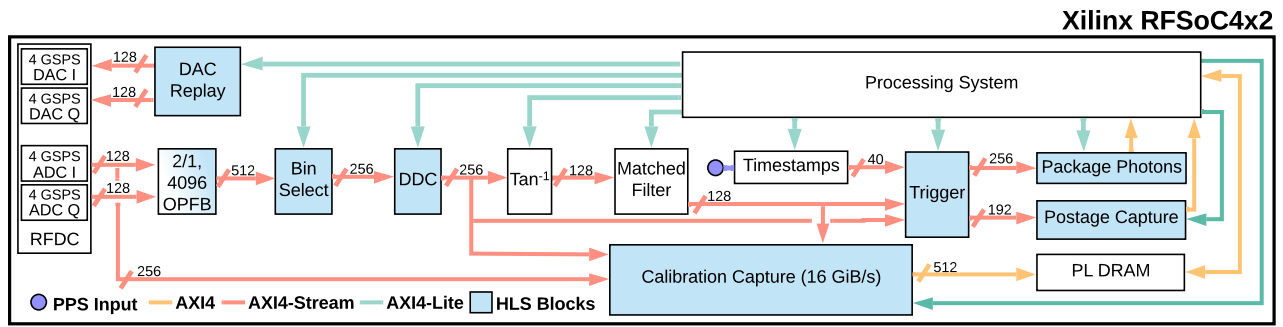 Xilinx RFSoC4x2
4 GSPS
DAC I
128
DAC
Replay
Processing System
4 GSPS
DAC Q
128
4 GSPS
ADC I
128
4 GSPS
ADC Q
128
RFDC
2/1,
4096
OPFB
512
Bin
Select
256
DDC
256
Tan-1
128
Matched
Filter
128
Timestamps
40
Trigger
256
Package Photons
192
Postage Capture
256
Calibration Capture (16 GiB/s)
512
PL DRAM
PPS Input
AXI4
AXI4-Stream
AXI4-Lite
HLS Blocks